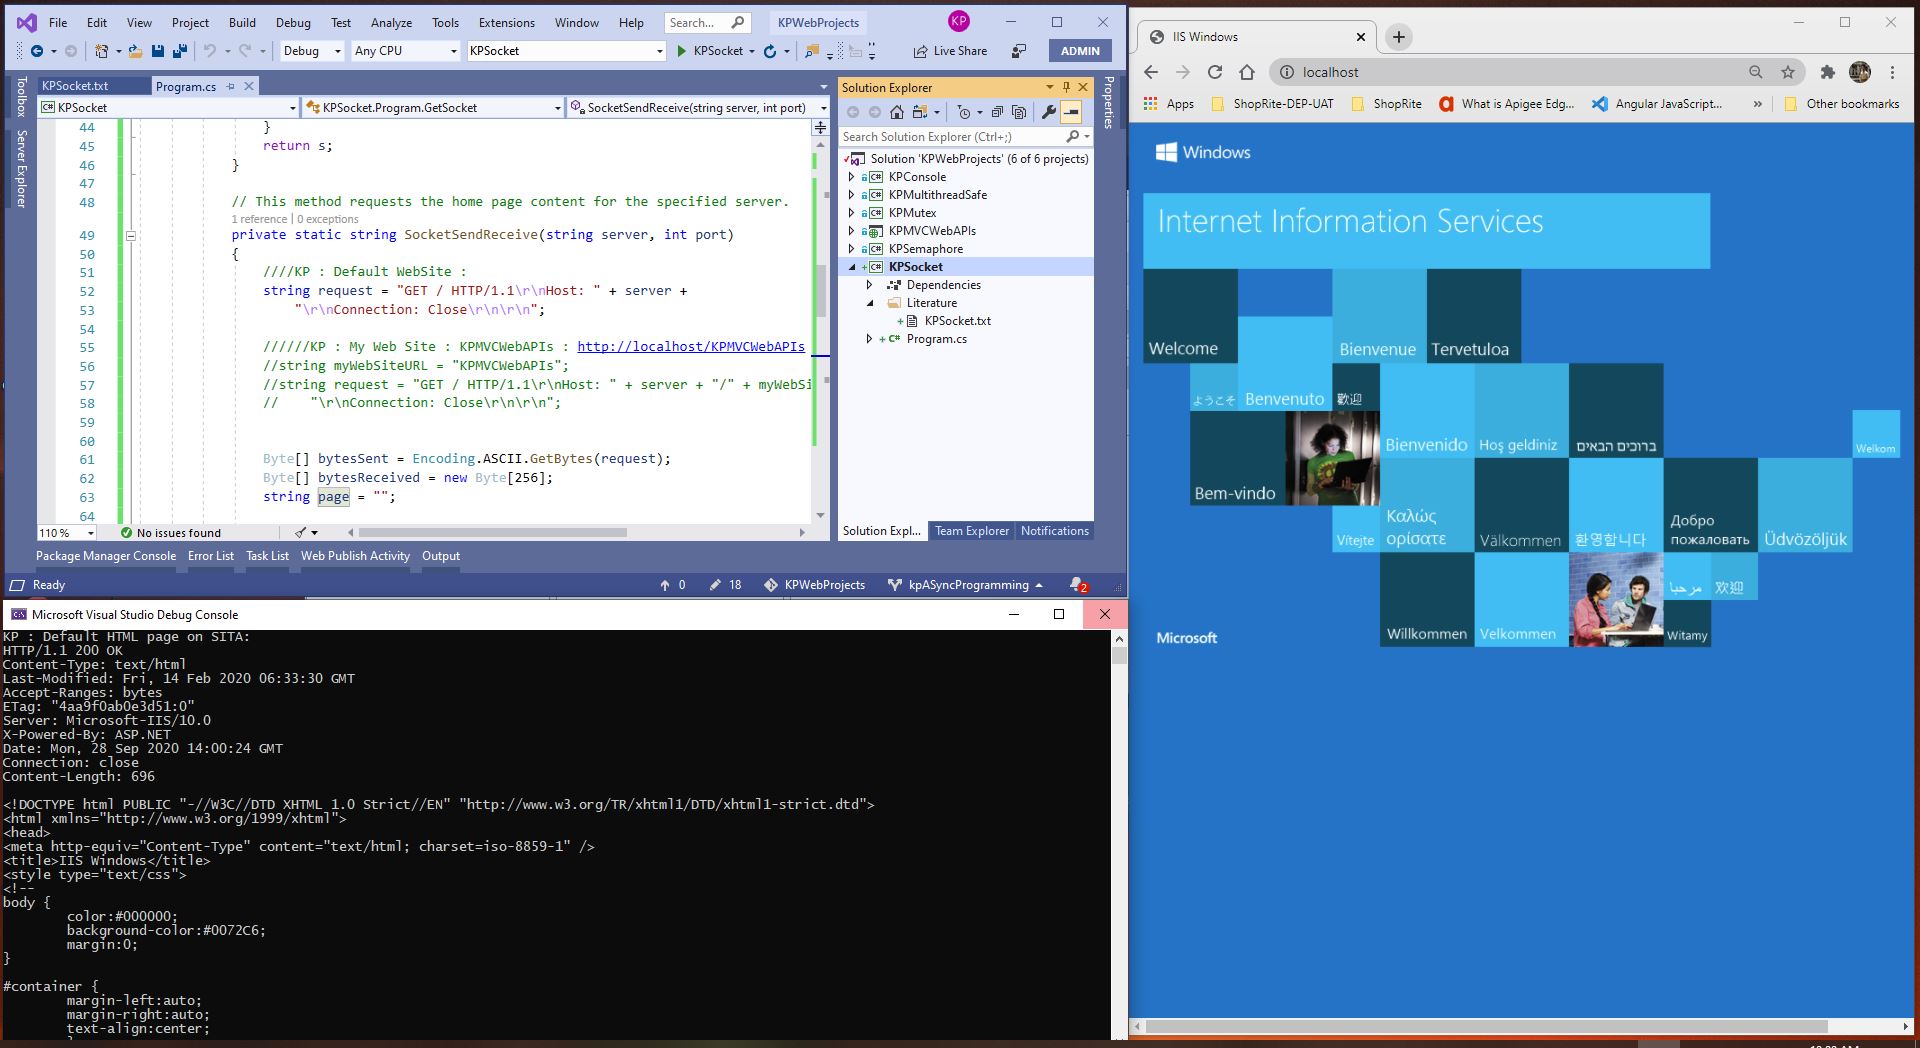 File Edit View Project Build Debug Test Analyze Tools Extensions Window Help Search... KPWebProjects KP
Debug Any CPU KPSocket KPSocket Live Share ADMIN
Toolbox
Server Explorer
KPSocket.txt Program.cs
KPSocket KPSocket.Program.GetSocket SocketSendReceive(string server, int port)
44 }
45 return s;
46 }
47
48 // This method requests the home page content for the specified server.
1 reference | 0 exceptions
49 private static string SocketSendReceive(string server, int port)
50 {
51 ////KP : Default WebSite :
52 string request = "GET / HTTP/1.1\r\nHost: " + server +
53 "\r\nConnection: Close\r\n\r\n";
54
55 //////KP : My Web Site : KPMVCWebAPIs : http://localhost/KPMVCWebAPIs
56 //string myWebSiteURL = "KPMVCWebAPIs";
57 //string request = "GET / HTTP/1.1\r\nHost: " + server + "/" + myWebSi
58 // "\r\nConnection: Close\r\n\r\n";
59
60
61 Byte[] bytesSent = Encoding.ASCII.GetBytes(request);
62 Byte[] bytesReceived = new Byte[256];
63 string page = "";
64
110 % No issues found
Package Manager Console Error List Task List Web Publish Activity Output
Ready 0 18 KPWebProjects kpASyncProgramming 2
Solution Explorer
Search Solution Explorer (Ctrl+;)
Solution 'KPWebProjects' (6 of 6 projects)
KPConsole
KPMultithreadSafe
KPMutex
KPMVCWebAPIs
KPSemaphore
KPSocket
Dependencies
Literature
KPSocket.txt
Program.cs
Solution Expl... Team Explorer Notifications
Properties
Microsoft Visual Studio Debug Console
KP : Default HTML page on SITA:
HTTP/1.1 200 OK
Content-Type: text/html
Last-Modified: Fri, 14 Feb 2020 06:33:30 GMT
Accept-Ranges: bytes
ETag: "4aa9f0ab0e3d51:0"
Server: Microsoft-IIS/10.0
X-Powered-By: ASP.NET
Date: Mon, 28 Sep 2020 14:00:24 GMT
Connection: close
Content-Length: 696
<!DOCTYPE html PUBLIC "-//W3C//DTD XHTML 1.0 Strict//EN" "http://www.w3.org/TR/xhtml1/DTD/xhtml1-strict.dtd">
<html xmlns="http://www.w3.org/1999/xhtml">
<head>
<meta http-equiv="Content-Type" content="text/html; charset=iso-8859-1" />
<title>IIS Windows</title>
<style type="text/css">
<!--
body {
color:#000000;
background-color:#0072C6;
margin:0;
}
#container {
margin-left:auto;
margin-right:auto;
text-align:center;
IIS Windows
localhost
Apps ShopRite-DEP-UAT ShopRite What is Apigee Edg... Angular JavaScript... » Other bookmarks
Windows
Internet Information Services
Welcome Bienvenue Tervetuloa
ようこそ Benvenuto 歡迎
Bienvenido Hoş geldiniz ברוכים הבאים Welkom
Bem-vindo
Καλώς
ορίσατε
Vítejte Välkommen 환영합니다
Добро
пожаловать
Üdvözöljük
مرحبا 欢迎
Willkommen Velkommen Witamy
Microsoft